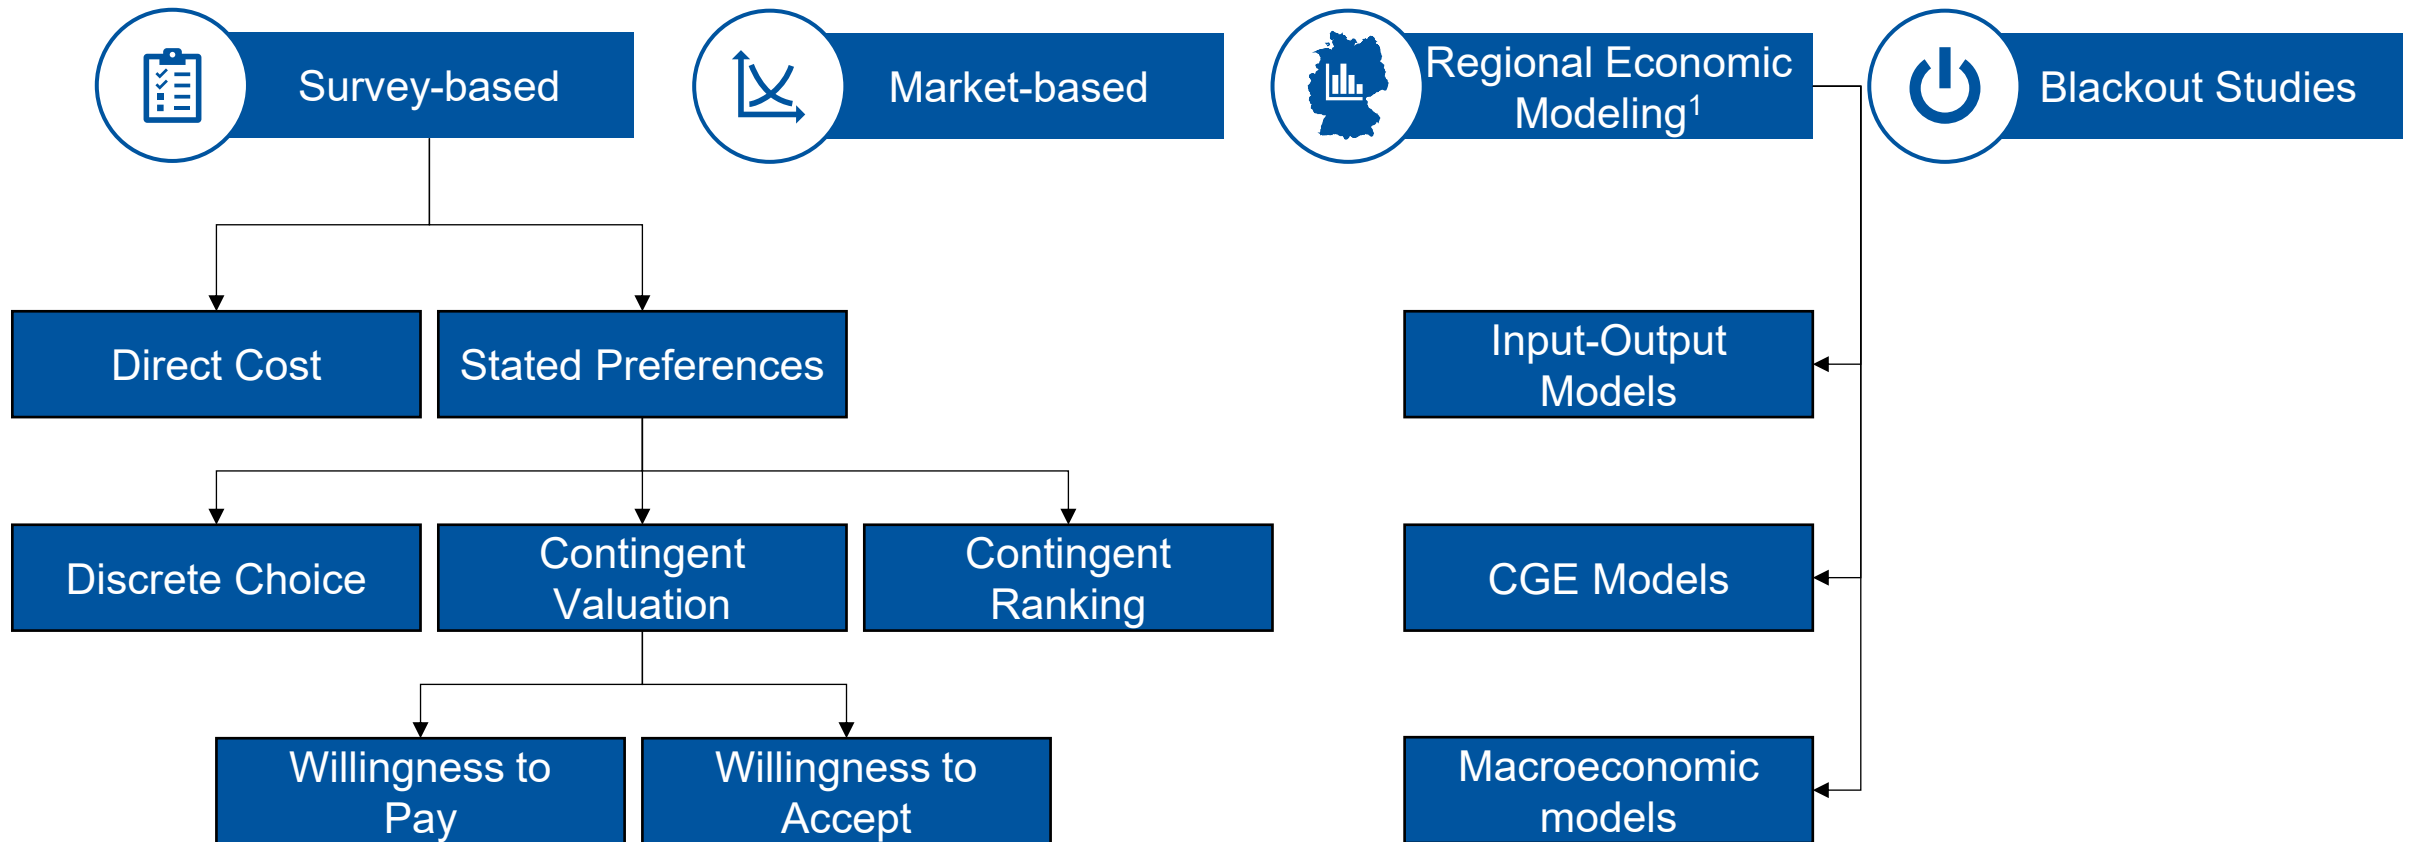 Survey-based
Market-based
Regional Economic
Modeling¹
Blackout Studies
Direct Cost
Stated Preferences
Input-Output
Models
Discrete Choice
Contingent
Valuation
Contingent
Ranking
CGE Models
Willingness to
Pay
Willingness to
Accept
Macroeconomic
models